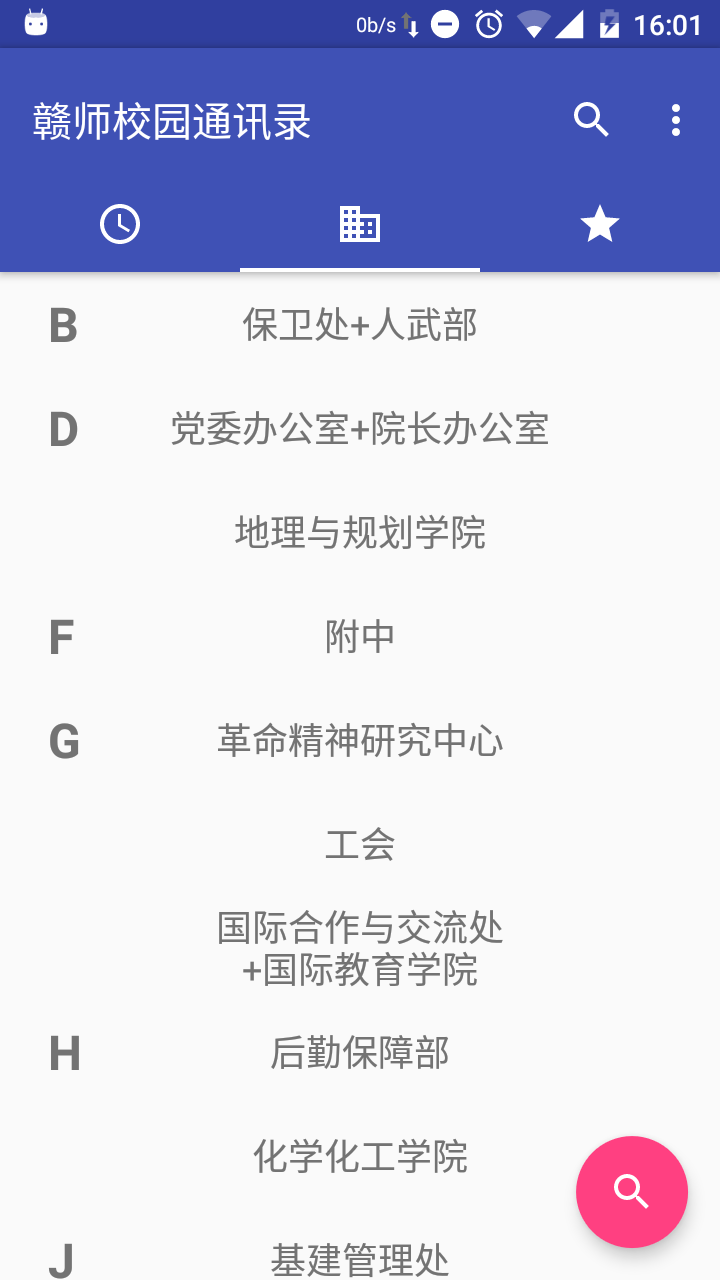 0b/s 16:01
赣师校园通讯录
B 保卫处+人武部
D 党委办公室+院长办公室
地理与规划学院
F 附中
G 革命精神研究中心
工会
国际合作与交流处
+国际教育学院
H 后勤保障部
化学化工学院
J 基建管理处